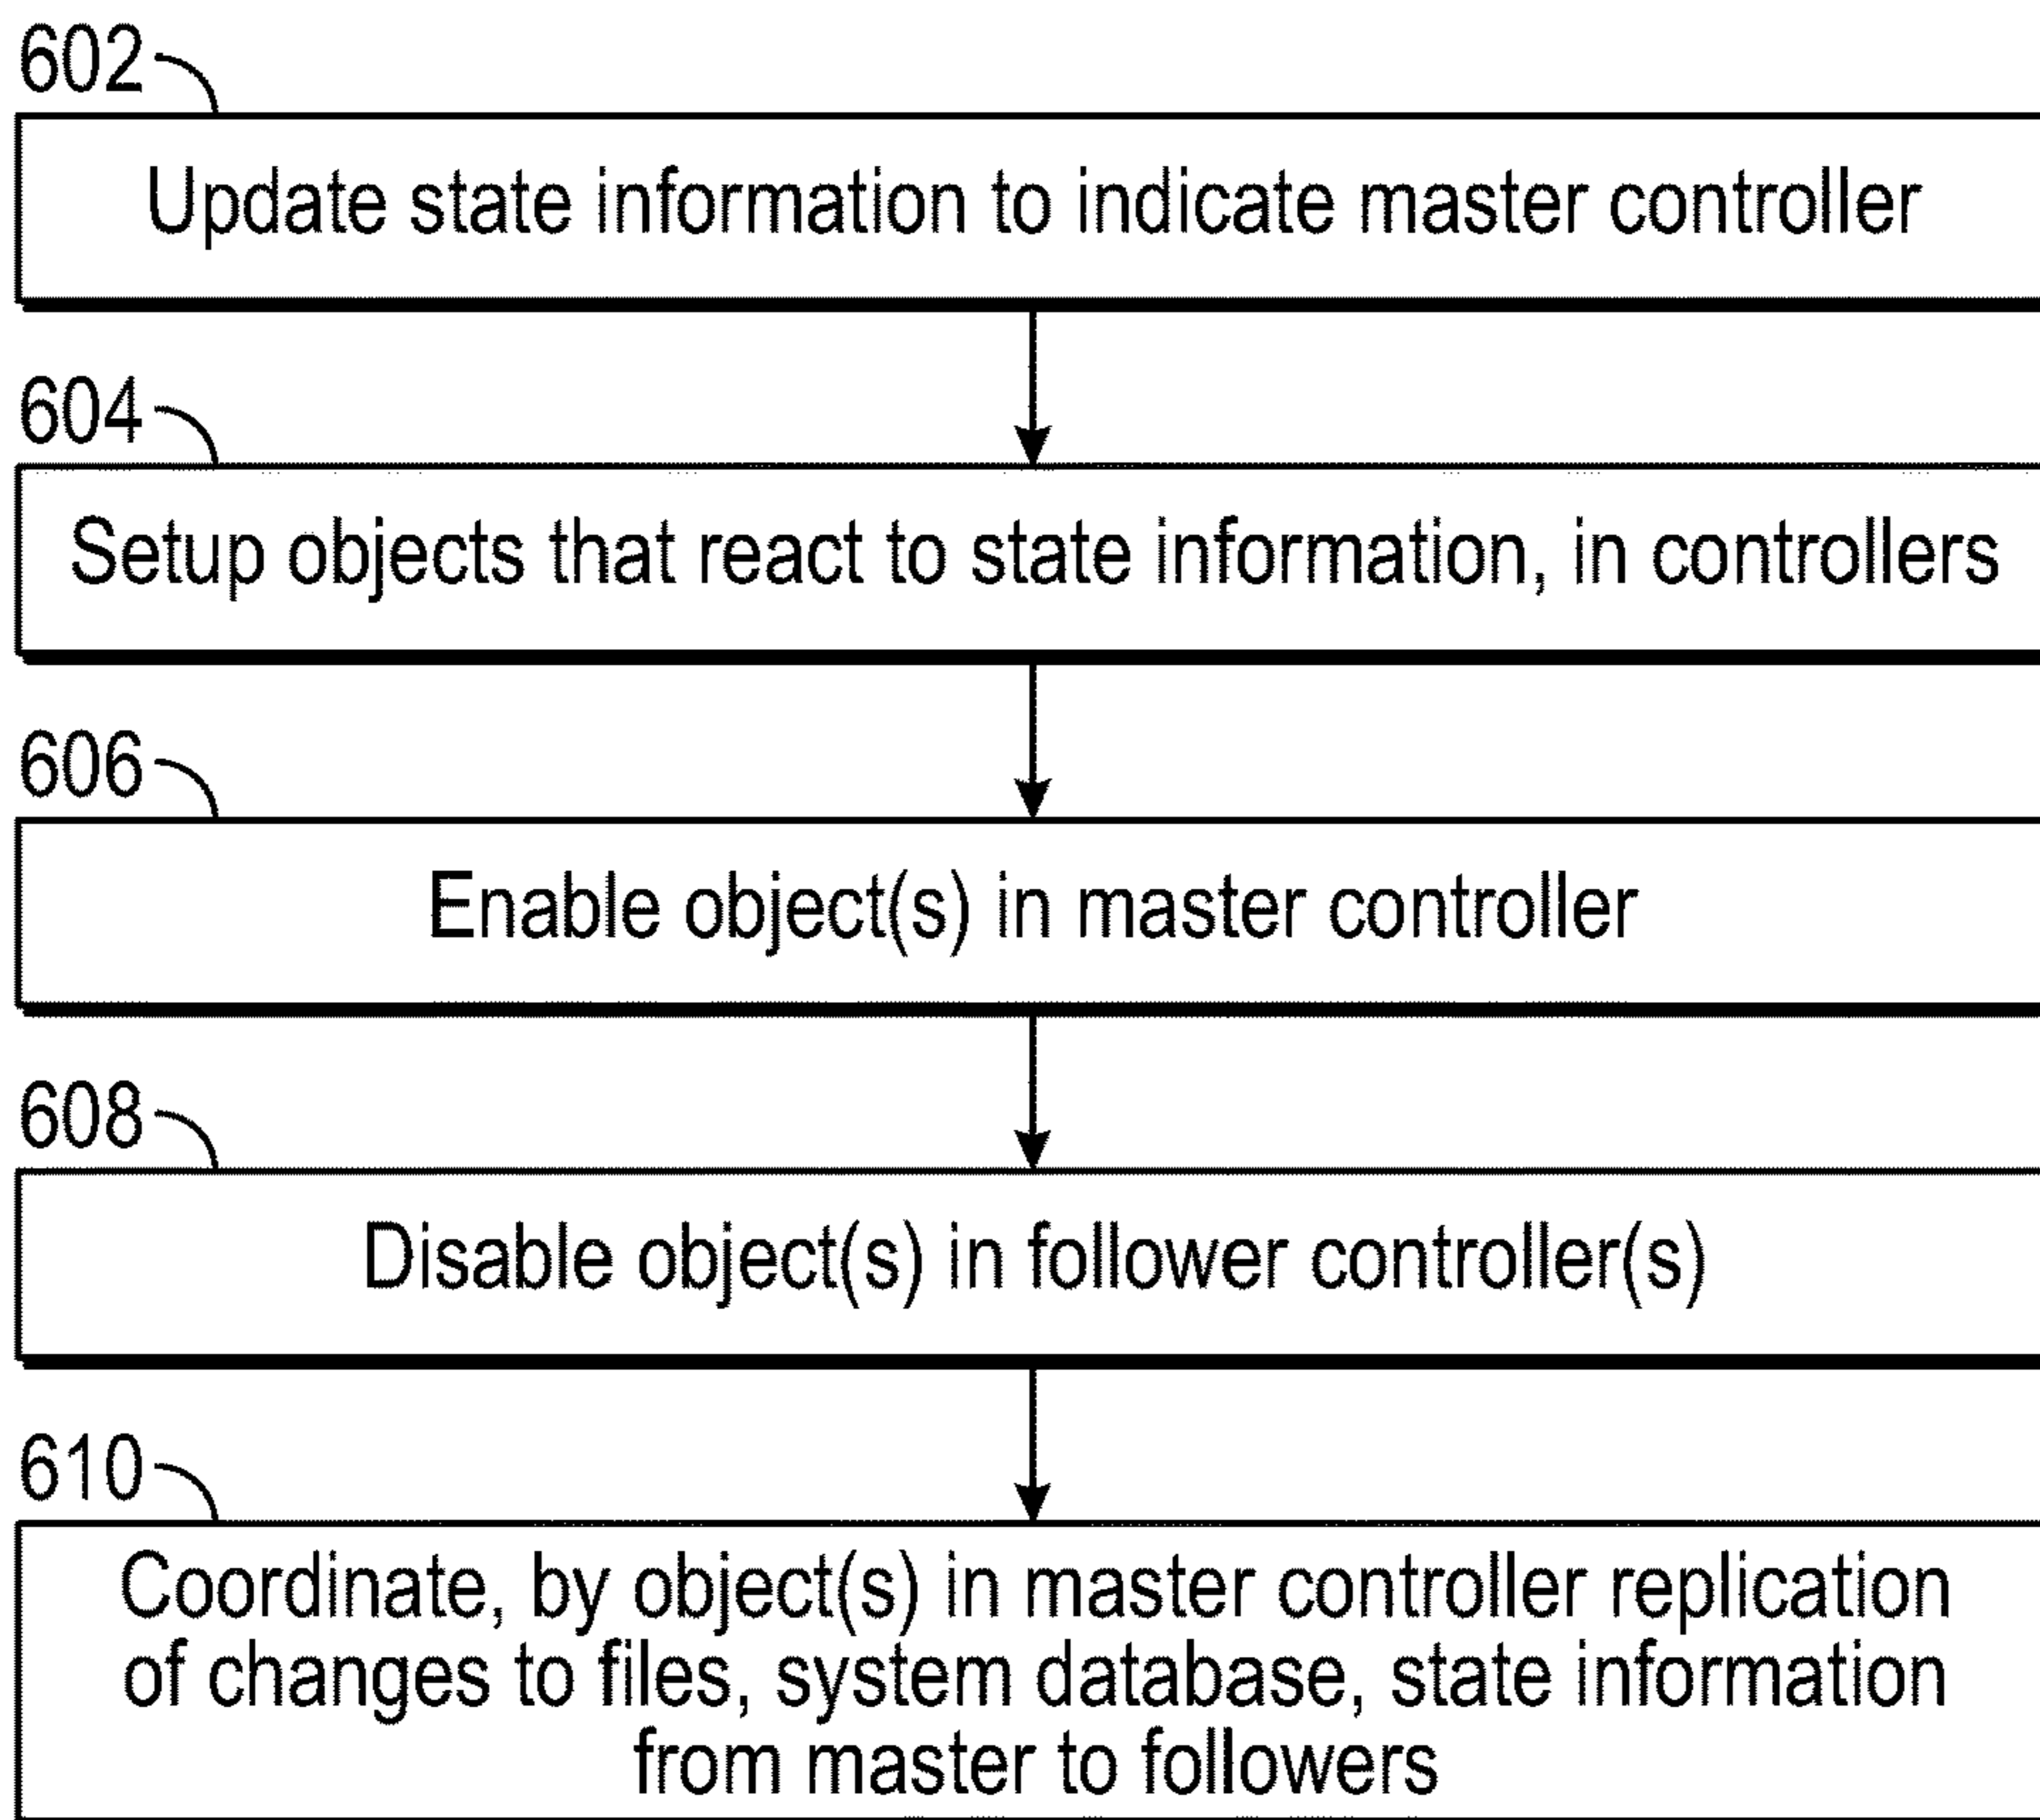 602
Update state information to indicate master controller
604
Setup objects that react to state information, in controllers
606
Enable object(s) in master controller
608
Disable object(s) in follower controller(s)
610
Coordinate, by object(s) in master controller replication
of changes to files, system database, state information
from master to followers